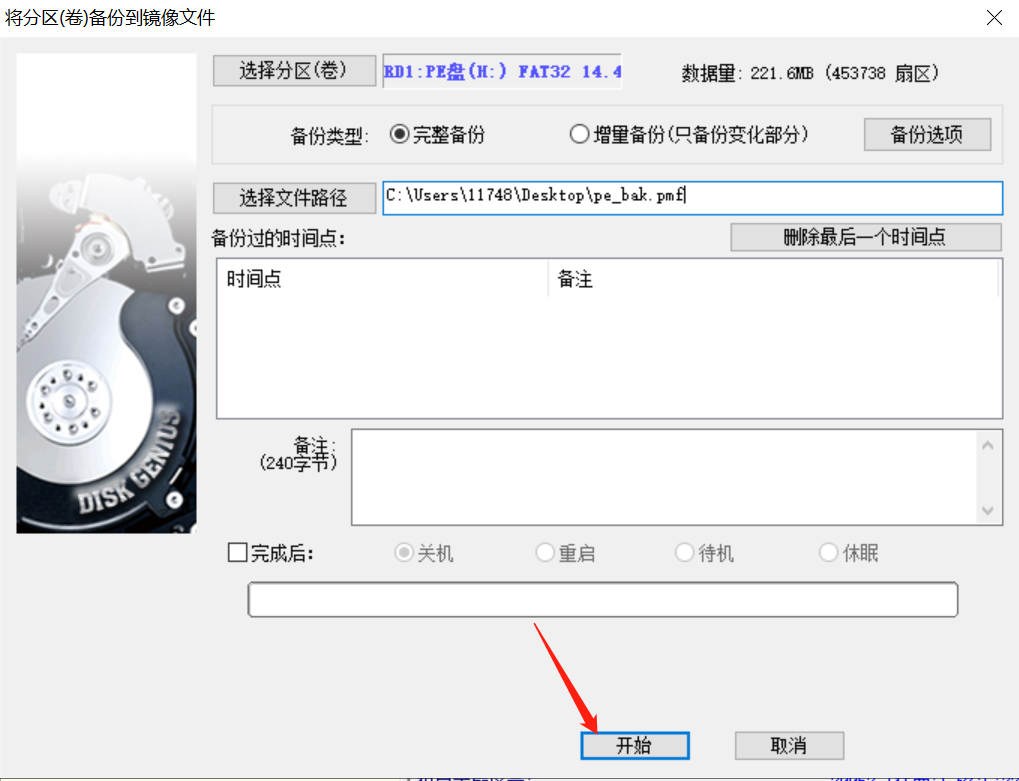 将分区(卷)备份到镜像文件
选择分区(卷) RD1:PE盘(H:) FAT32 14.4 数据量: 221.6MB (453738 扇区)
备份类型: 完整备份 增量备份(只备份变化部分) 备份选项
选择文件路径 C:\Users\11748\Desktop\pe_bak.pmf
备份过的时间点: 删除最后一个时间点
时间点 备注
备注:
(240字节)
DISK GENIUS
完成后: 关机 重启 待机 休眠
开始 取消